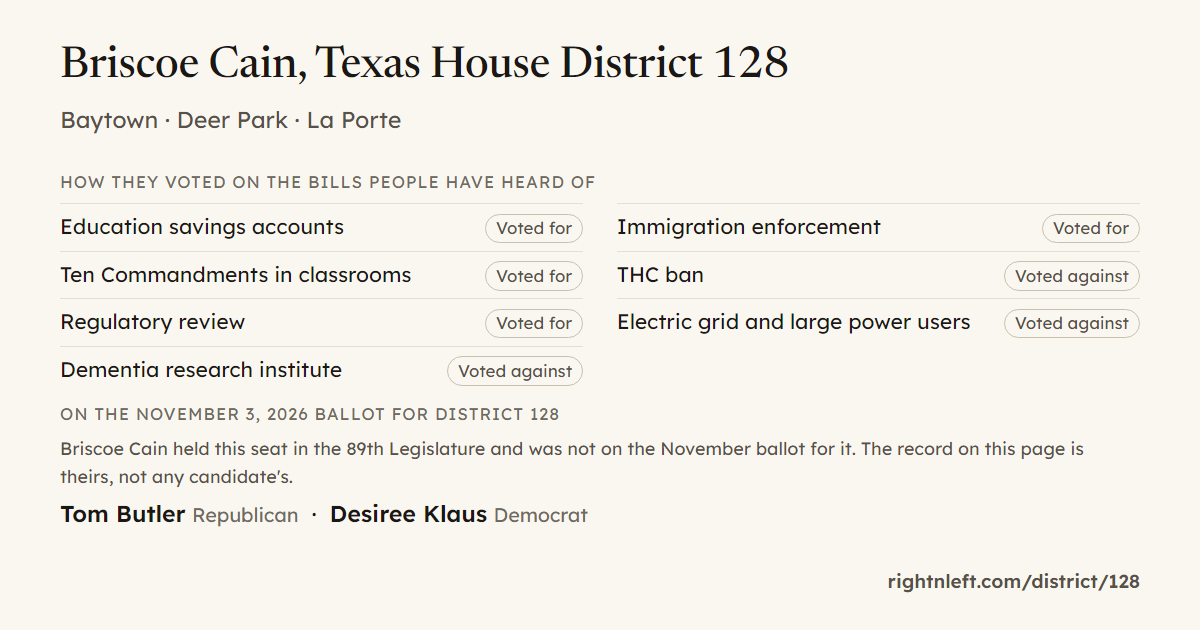 Briscoe Cain, Texas House District 128
Baytown · Deer Park · La Porte
HOW THEY VOTED ON THE BILLS PEOPLE HAVE HEARD OF
Education savings accounts Voted for
Ten Commandments in classrooms Voted for
Regulatory review Voted for
Dementia research institute Voted against
Immigration enforcement Voted for
THC ban Voted against
Electric grid and large power users Voted against
ON THE NOVEMBER 3, 2026 BALLOT FOR DISTRICT 128
Briscoe Cain held this seat in the 89th Legislature and was not on the November ballot for it. The record on this page is
theirs, not any candidate's.
Tom Butler Republican · Desiree Klaus Democrat
rightnleft.com/district/128